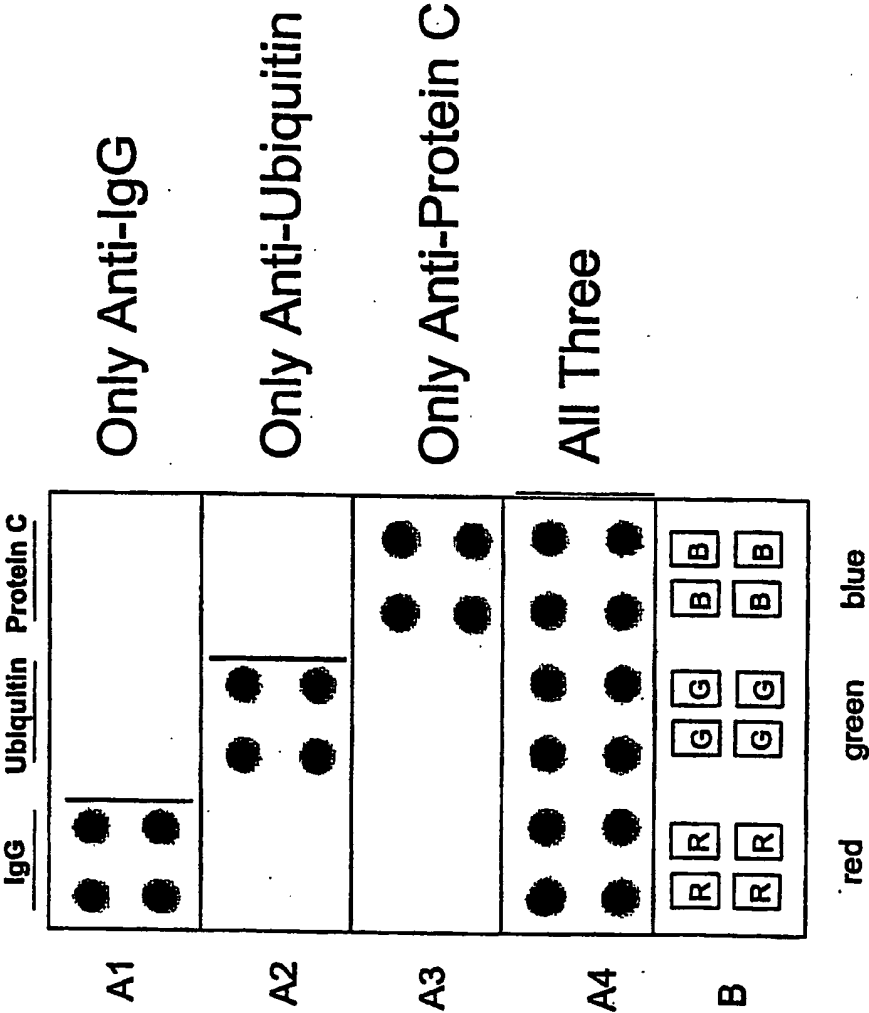 IgG Ubiquitin Protein C
A1 Only Anti-IgG
A2 Only Anti-Ubiquitin
A3 Only Anti-Protein C
A4 All Three
R R G G B B
B
R R G G B B
red green blue